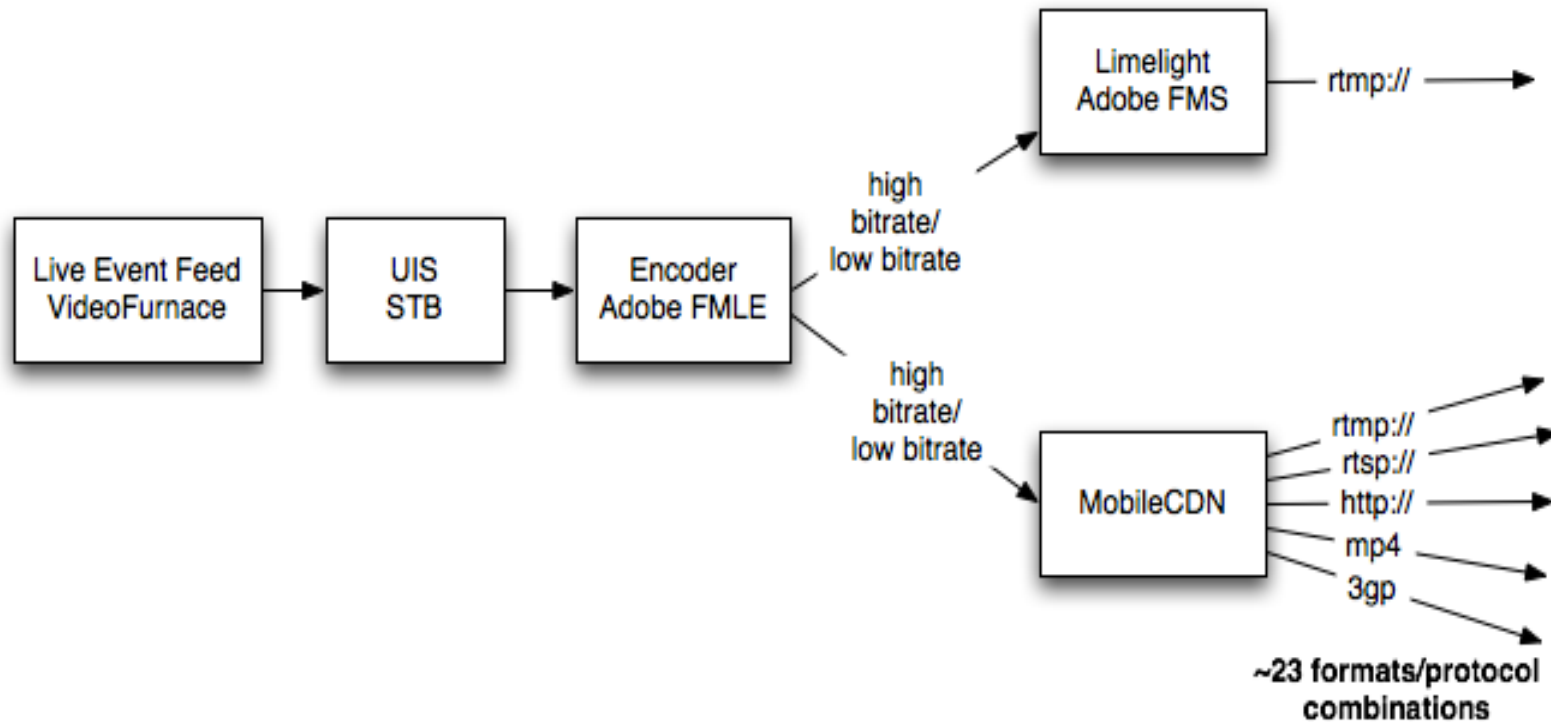 Live Event Feed
VideoFurnace
UIS
STB
Encoder
Adobe FMLE
high
bitrate/
low bitrate
Limelight
Adobe FMS
rtmp://
high
bitrate/
low bitrate
MobileCDN
rtmp://
rtsp://
http://
mp4
3gp
~23 formats/protocol
combinations